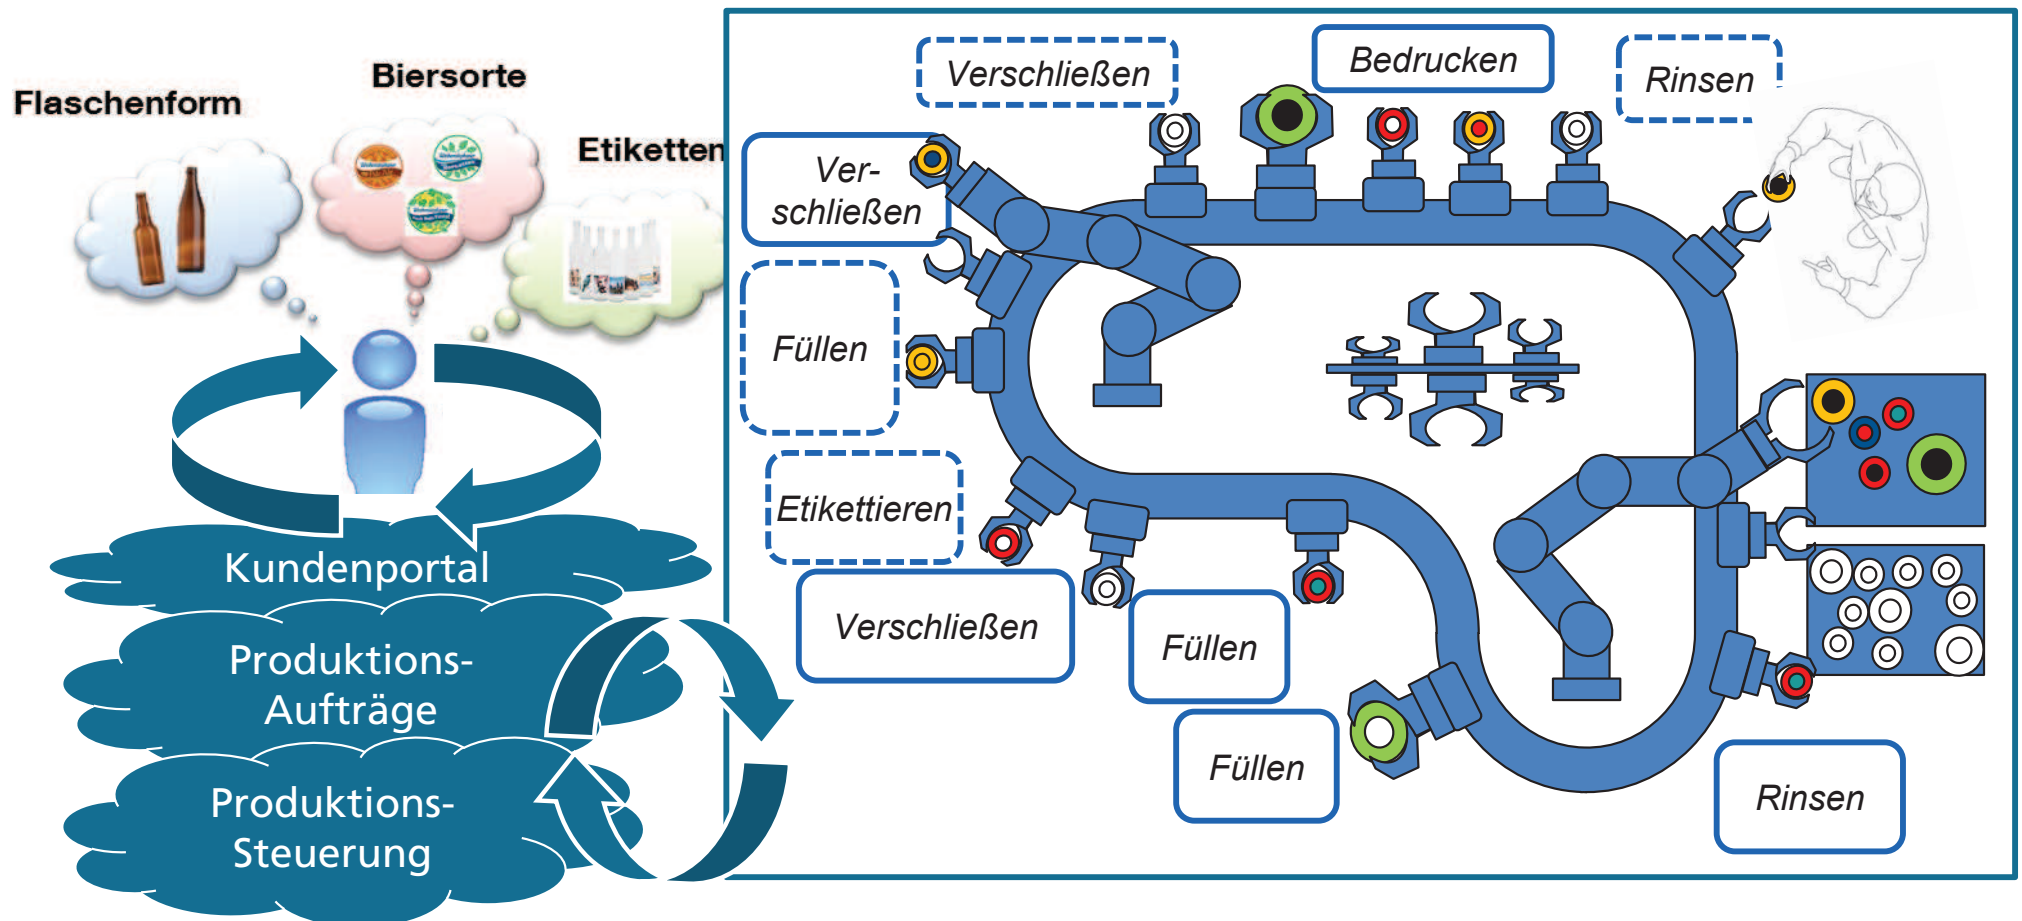 Flaschenform
Biersorte
Etiketten
Kundenportal
Produktions-
Aufträge
Produktions-
Steuerung
Verschließen
Bedrucken
Rinsen
Ver-
schließen
Füllen
Etikettieren
Verschließen
Füllen
Füllen
Rinsen